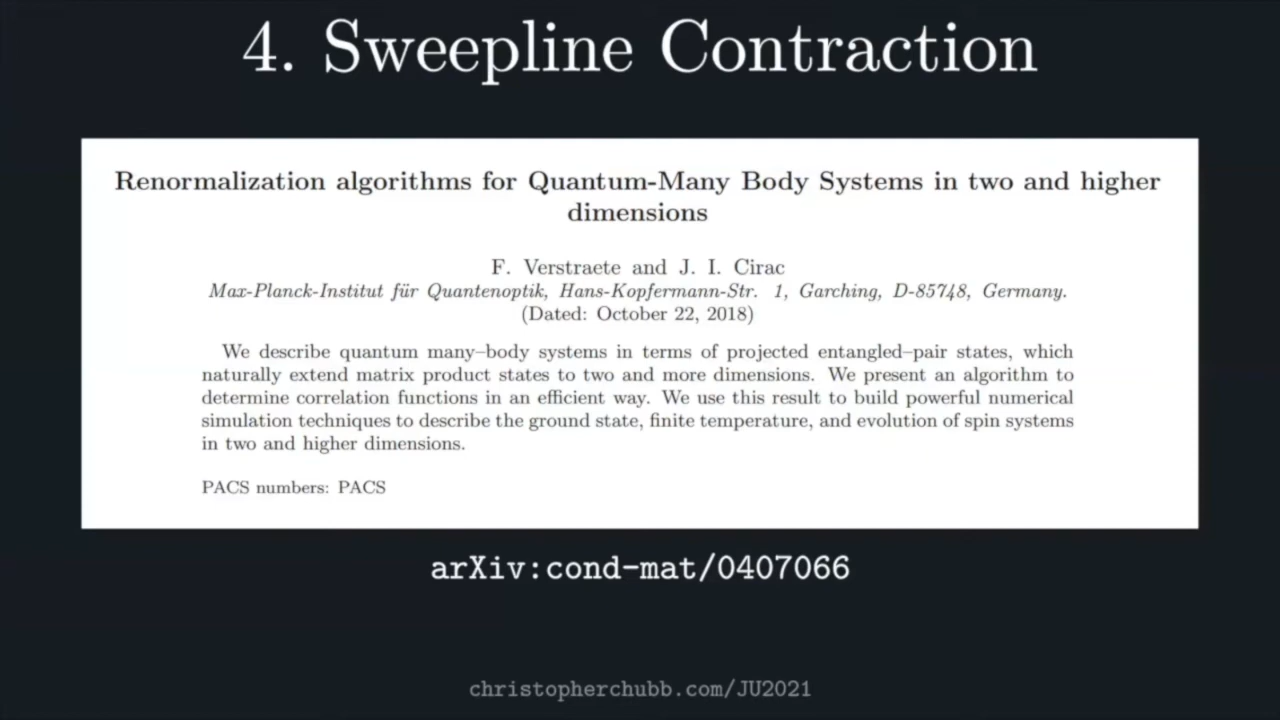 4. Sweepline Contraction
Renormalization algorithms for Quantum-Many Body Systems in two and higher
dimensions
F. Verstraete and J. I. Cirac
Max-Planck-Institut für Quantenoptik, Hans-Kopfermann-Str. 1, Garching, D-85748, Germany.
(Dated: October 22, 2018)
We describe quantum many–body systems in terms of projected entangled–pair states, which
naturally extend matrix product states to two and more dimensions. We present an algorithm to
determine correlation functions in an efficient way. We use this result to build powerful numerical
simulation techniques to describe the ground state, finite temperature, and evolution of spin systems
in two and higher dimensions.
PACS numbers: PACS
arXiv:cond-mat/0407066
christopherchubb.com/JU2021